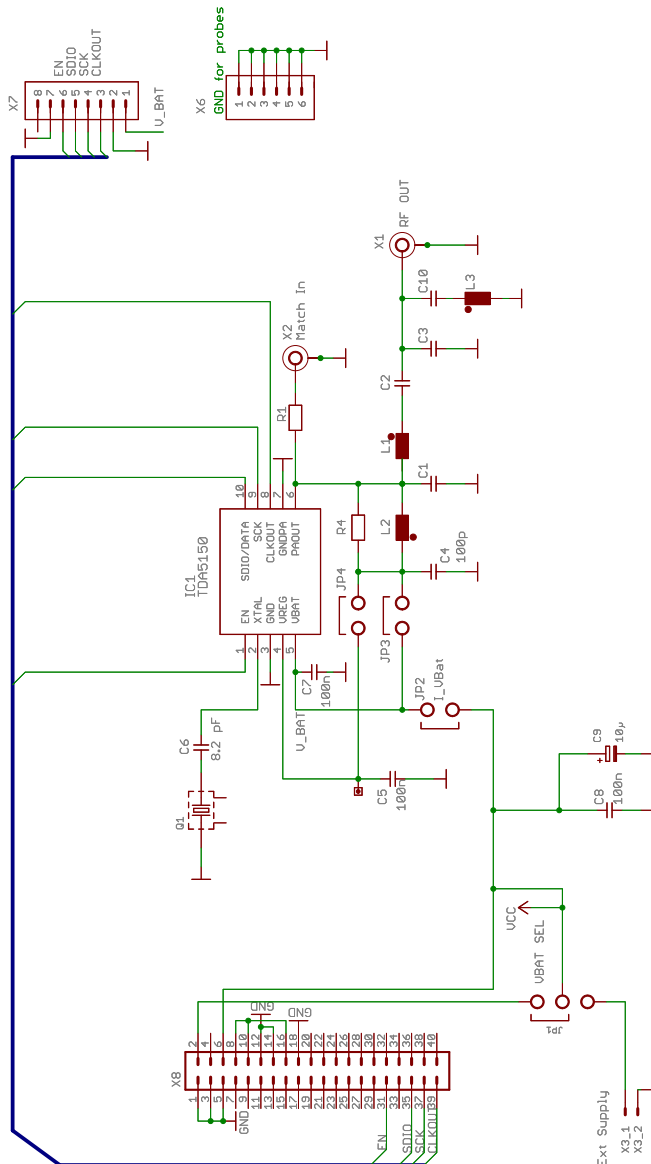 X7
EN
SDIO
SCK
CLKOUT
8
7
6
5
4
3
2
1
V_BAT
X6
GND for probes
1
2
3
4
5
6
X1
RF OUT
C10
L3
C3
C2
X2
Match In
R1
L1
C1
IC1
TDA5150
10
9
8
7
6
SDIO/DATA
SCK
CLKOUT
GNDPA
PAOUT
EN
XTAL
GND
VREG
VBAT
1
2
3
4
5
R4
L2
C4
100p
JP4
JP3
C7
100n
V_BAT
JP2
I_VBat
C6
8.2 pF
Q1
C5
100n
C9
+
10µ
C8
100n
VCC
VBAT SEL
JP1
X8
GND
GND
2
4
6
8
10
12
14
16
18
20
22
24
26
28
30
32
34
36
38
40
1
3
5
7
9
11
13
15
17
19
21
23
25
27
29
31
33
35
37
39
GND
EN
SDIO
SCK
CLKOUT
Ext Supply
X3_1
X3_2